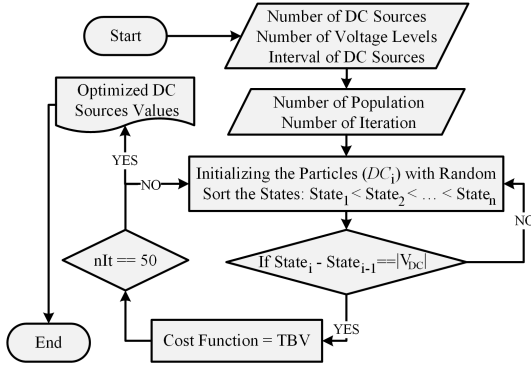 Start
Number of DC Sources
Number of Voltage Levels
Interval of DC Sources
Number of Population
Number of Iteration
Initializing the Particles (DCi) with Random
Sort the States: State1 < State2 < ... < Staten
If Statei - Statei-1==|VDC|
NO
YES
Cost Function = TBV
nIt == 50
NO
YES
Optimized DC
Sources Values
End